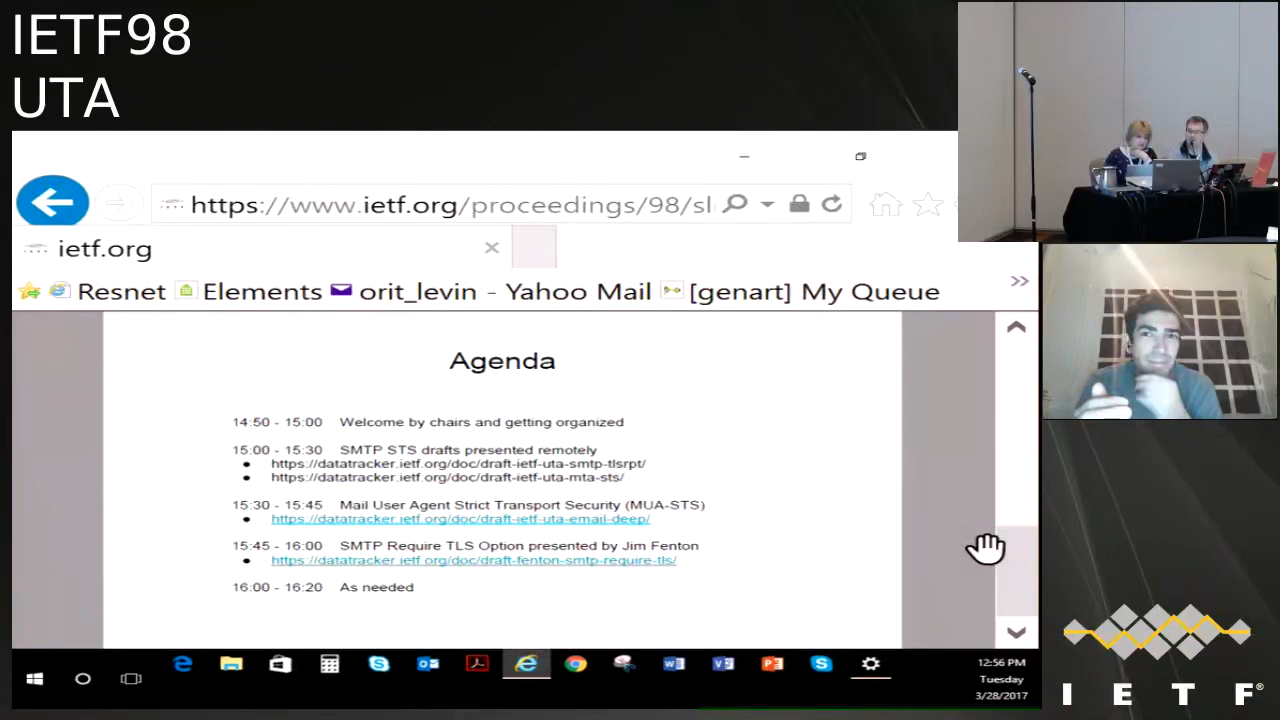 IETF98
UTA
https://www.ietf.org/proceedings/98/sl
ietf.org
Resnet Elements orit_levin - Yahoo Mail [genart] My Queue
Agenda
14:50 - 15:00 Welcome by chairs and getting organized
15:00 - 15:30 SMTP STS drafts presented remotely
● https://datatracker.ietf.org/doc/draft-ietf-uta-smtp-tlsrpt/
● https://datatracker.ietf.org/doc/draft-ietf-uta-mta-sts/
15:30 - 15:45 Mail User Agent Strict Transport Security (MUA-STS)
● https://datatracker.ietf.org/doc/draft-ietf-uta-email-deep/
15:45 - 16:00 SMTP Require TLS Option presented by Jim Fenton
● https://datatracker.ietf.org/doc/draft-fenton-smtp-require-tls/
16:00 - 16:20 As needed
12:56 PM
Tuesday
3/28/2017
I E T F®